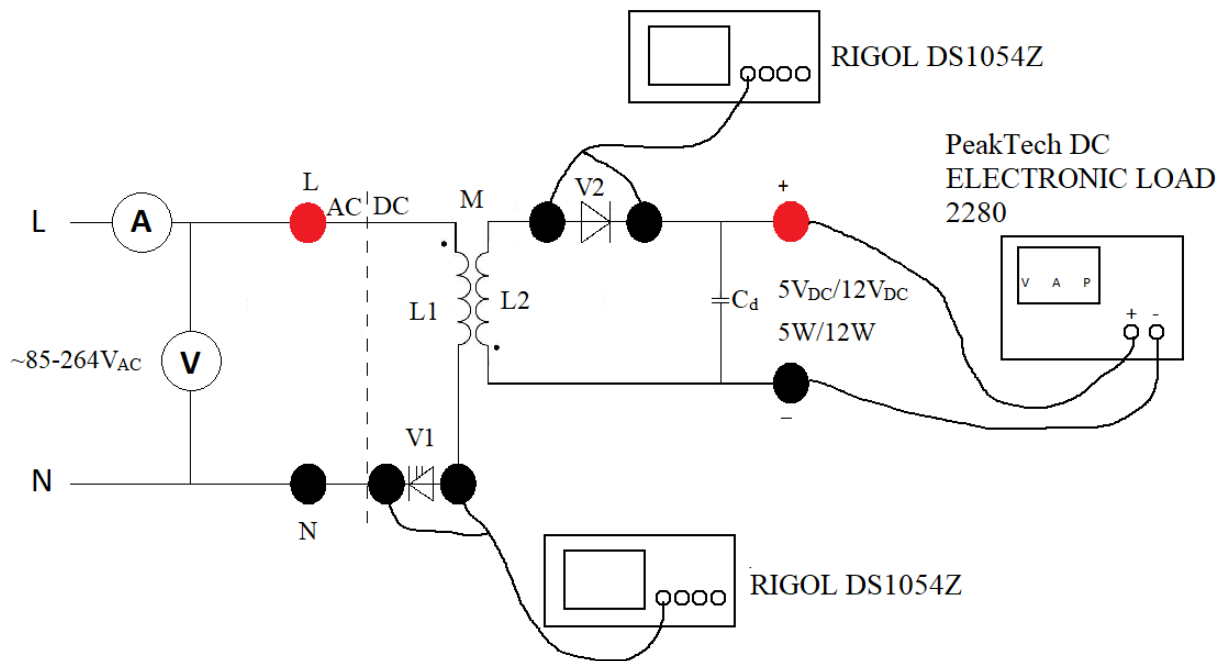 RIGOL DS1054Z
PeakTech DC
ELECTRONIC LOAD
2280
L
A
L
AC
DC
M
V2
+
L1
L2
Cd
5VDC/12VDC
5W/12W
V A P
+ -
~85-264VAC
V
V1
−
N
N
RIGOL DS1054Z